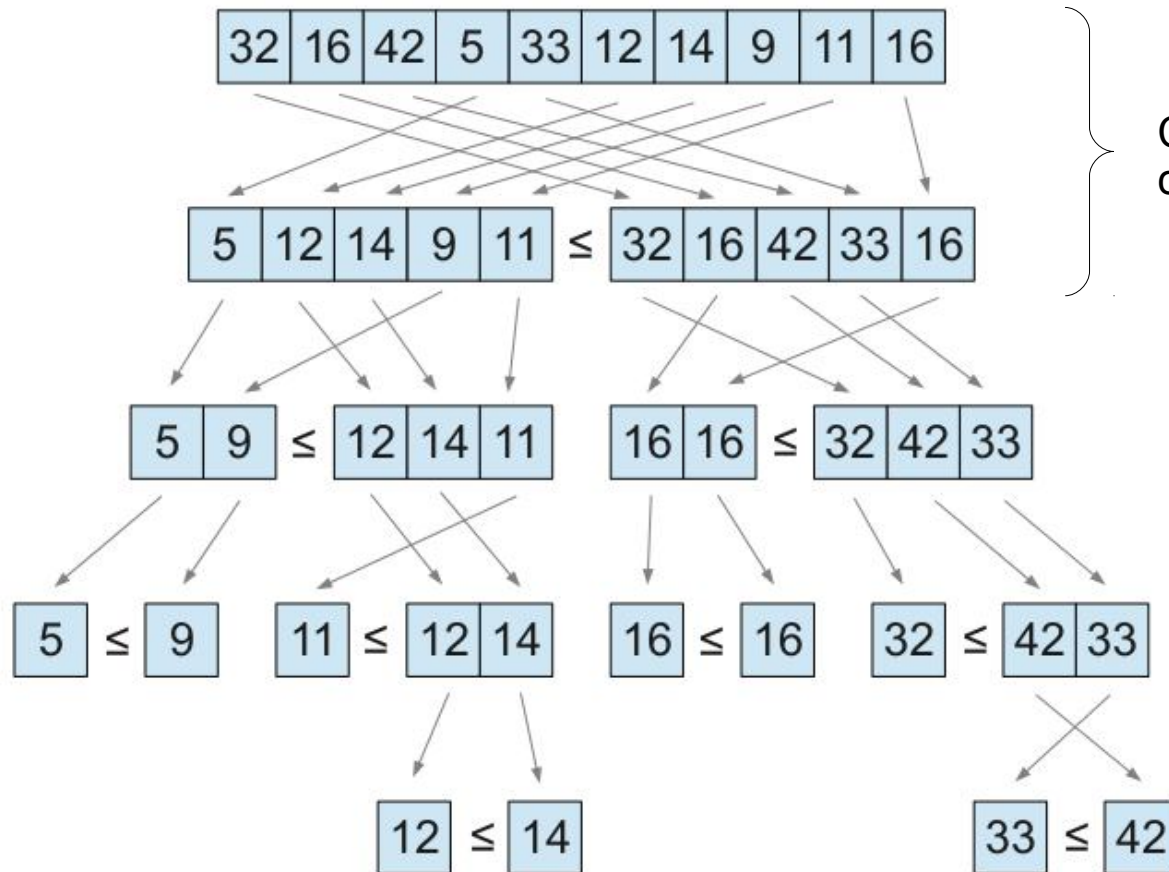 32 16 42 5 33 12 14 9 11 16
5 12 14 9 11 ≤ 32 16 42 33 16
5 9 ≤ 12 14 11 16 16 ≤ 32 42 33
5 ≤ 9 11 ≤ 12 14 16 ≤ 16 32 ≤ 42 33
12 ≤ 14 33 ≤ 42